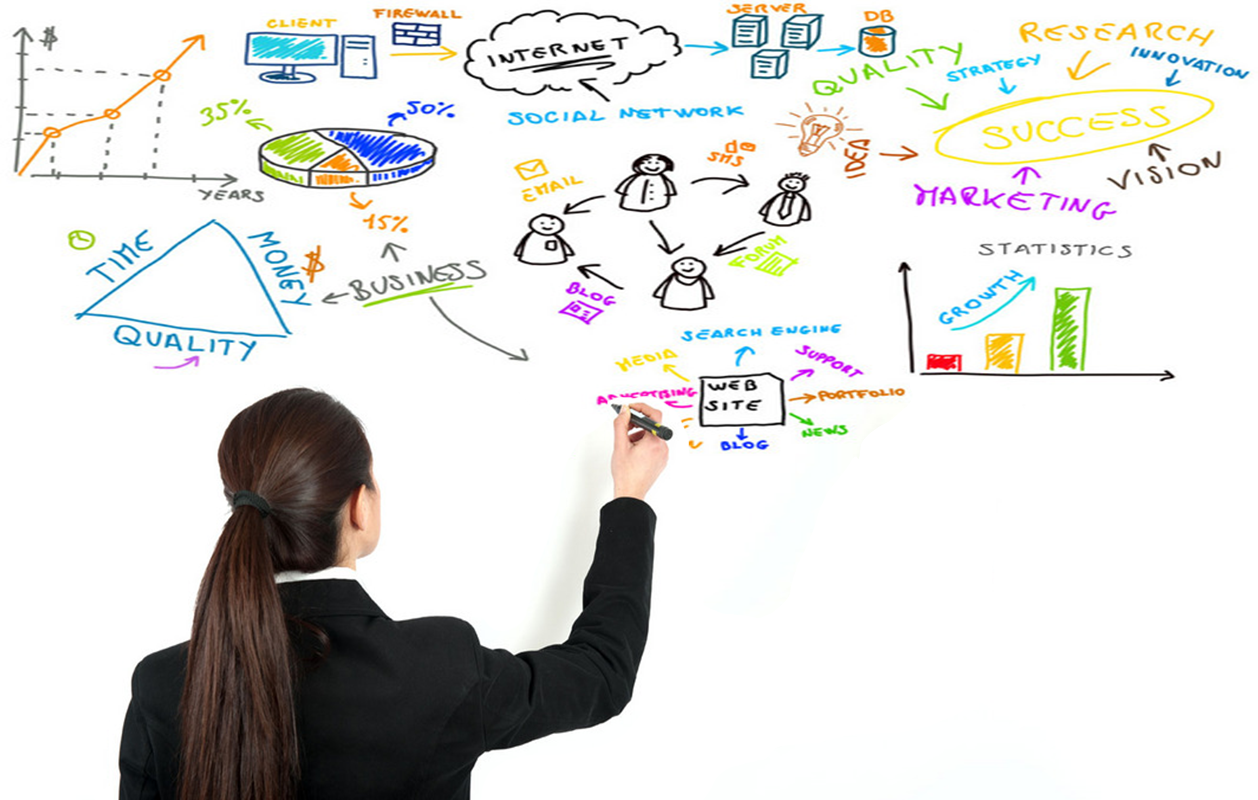 $
YEARS
CLIENT
FIREWALL
INTERNET
SERVER
DB
35%
50%
15%
SOCIAL NETWORK
EMAIL
SMS
FORUM
BLOG
IDEA
QUALITY
STRATEGY
RESEARCH
INNOVATION
SUCCESS
MARKETING
VISION
TIME
MONEY
$
QUALITY
BUSINESS
STATISTICS
GROWTH
SEARCH ENGINE
MEDIA
SUPPORT
ADVERTISING
WEB
SITE
PORTFOLIO
NEWS
BLOG